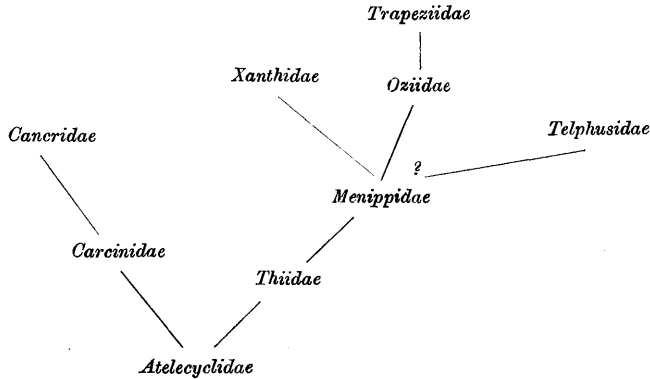 Trapeziidae
Xanthidae
Oziidae
Cancridae
Telphusidae
?
Menippidae
Carcinidae
Thiidae
Atelecyclidae